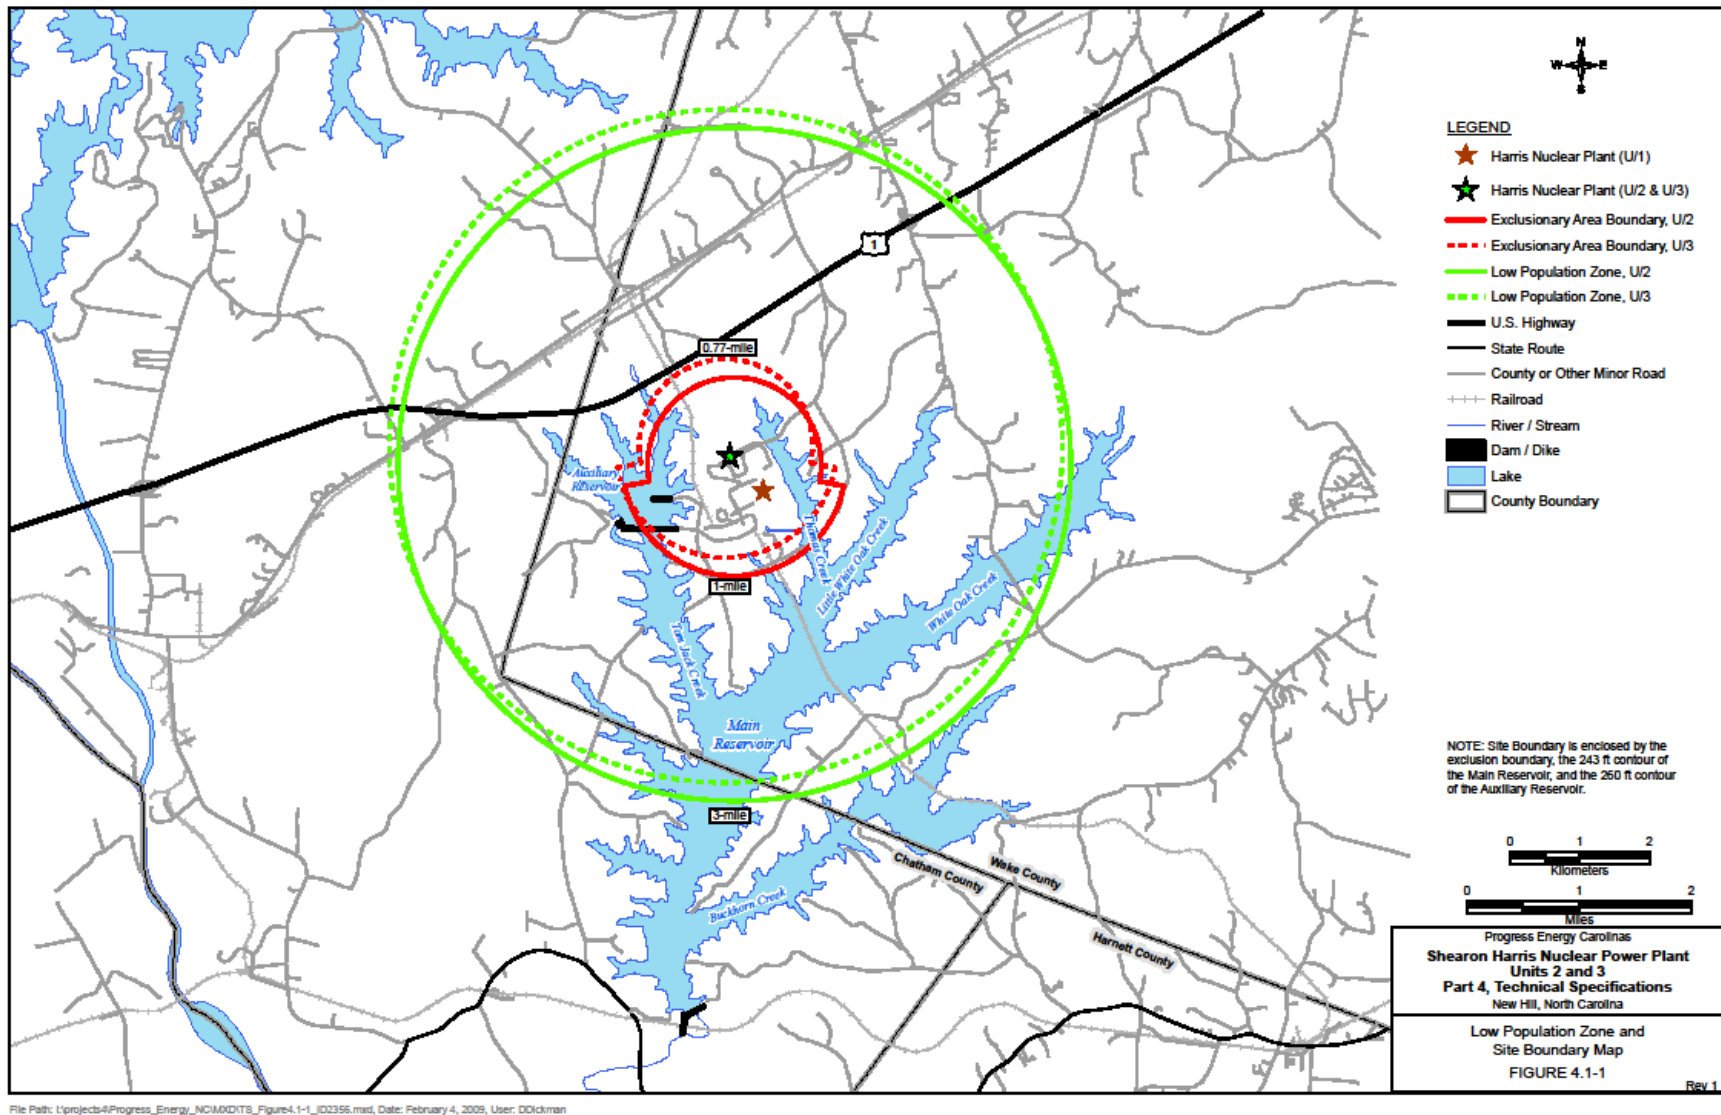 N
W E
S
LEGEND
Harris Nuclear Plant (U/1)
Harris Nuclear Plant (U/2 & U/3)
Exclusionary Area Boundary, U/2
Exclusionary Area Boundary, U/3
Low Population Zone, U/2
Low Population Zone, U/3
U.S. Highway
State Route
County or Other Minor Road
Railroad
River / Stream
Dam / Dike
Lake
County Boundary
1
0.77-mile
Auxiliary
Reservoir
Thomas Creek
Little White Oak Creek
White Oak Creek
1-mile
Tom Jack Creek
Main
Reservoir
3-mile
Buckhorn Creek
Chatham County
Wake County
Harnett County
NOTE: Site Boundary is enclosed by the
exclusion boundary, the 243 ft contour of
the Main Reservoir, and the 260 ft contour
of the Auxiliary Reservoir.
0 1 2
Kilometers
0 1 2
Miles
Progress Energy Carolinas
Shearon Harris Nuclear Power Plant
Units 2 and 3
Part 4, Technical Specifications
New Hill, North Carolina
Low Population Zone and
Site Boundary Map
FIGURE 4.1-1
Rev 1
File Path: I:\projects4\Progress_Energy_NC\MXD\TS_Figure4.1-1_ID2356.mxd, Date: February 4, 2009, User: DDickman